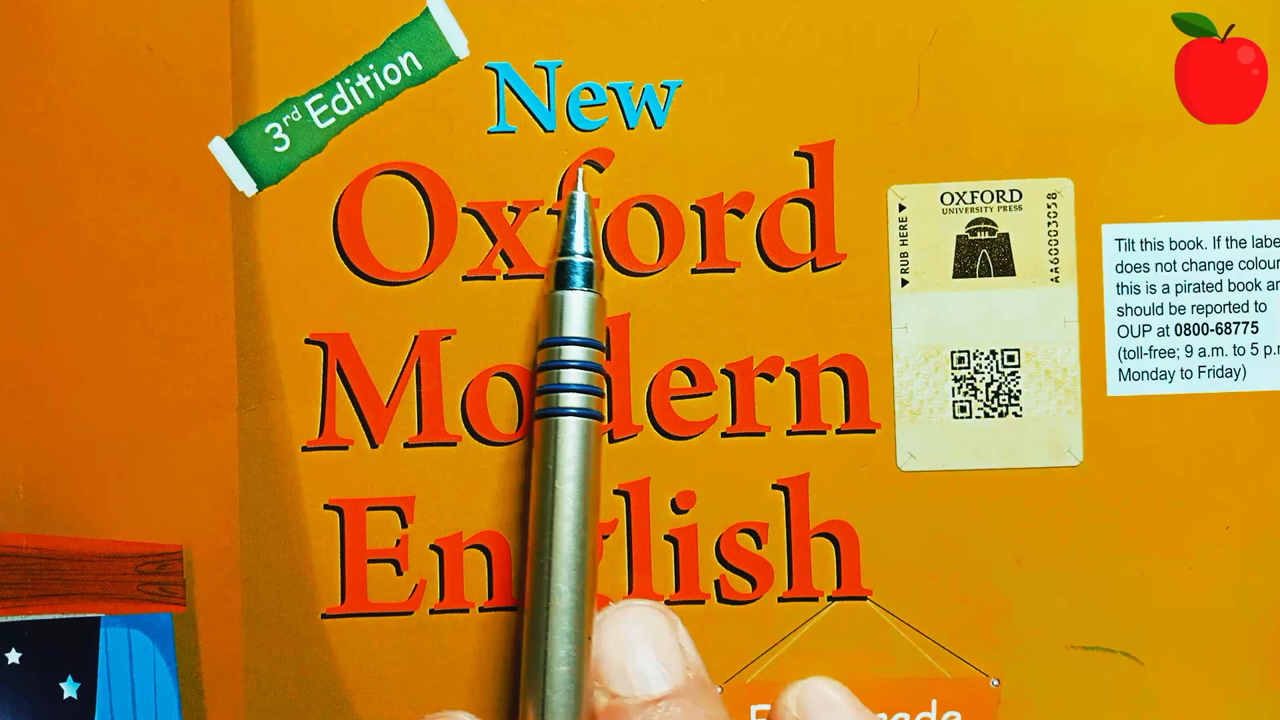 3rd Edition
New
Oxford
Modern
English
OXFORD
UNIVERSITY PRESS
RUB HERE
AA60003058
Tilt this book. If the labe
does not change colour
this is a pirated book an
should be reported to
OUP at 0800-68775
(toll-free; 9 a.m. to 5 p.m
Monday to Friday)